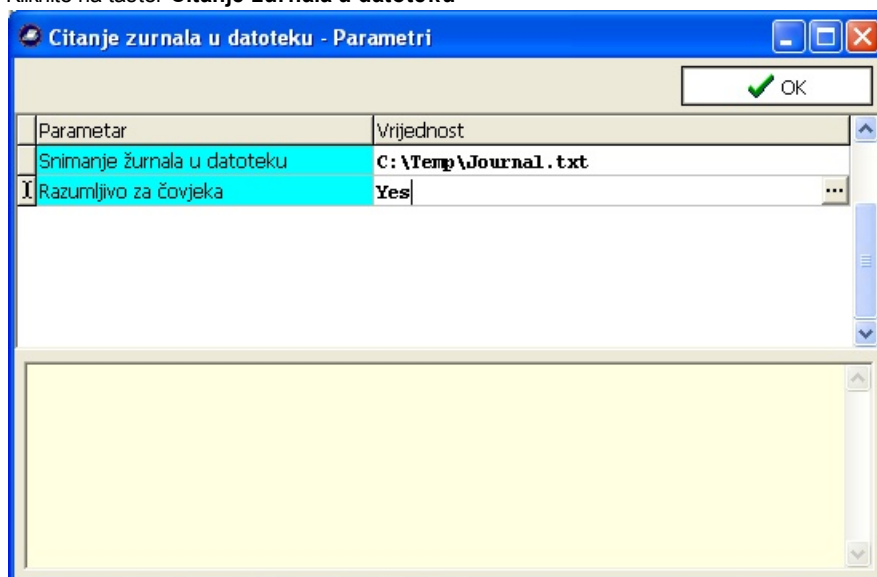 Kliknite na taster Citanje zurnala u datoteku
Citanje zurnala u datoteku - Parametri
OK
Parametar Vrijednost
Snimanje žurnala u datoteku C:\Temp\Journal.txt
Razumljivo za čovjeka Yes ...